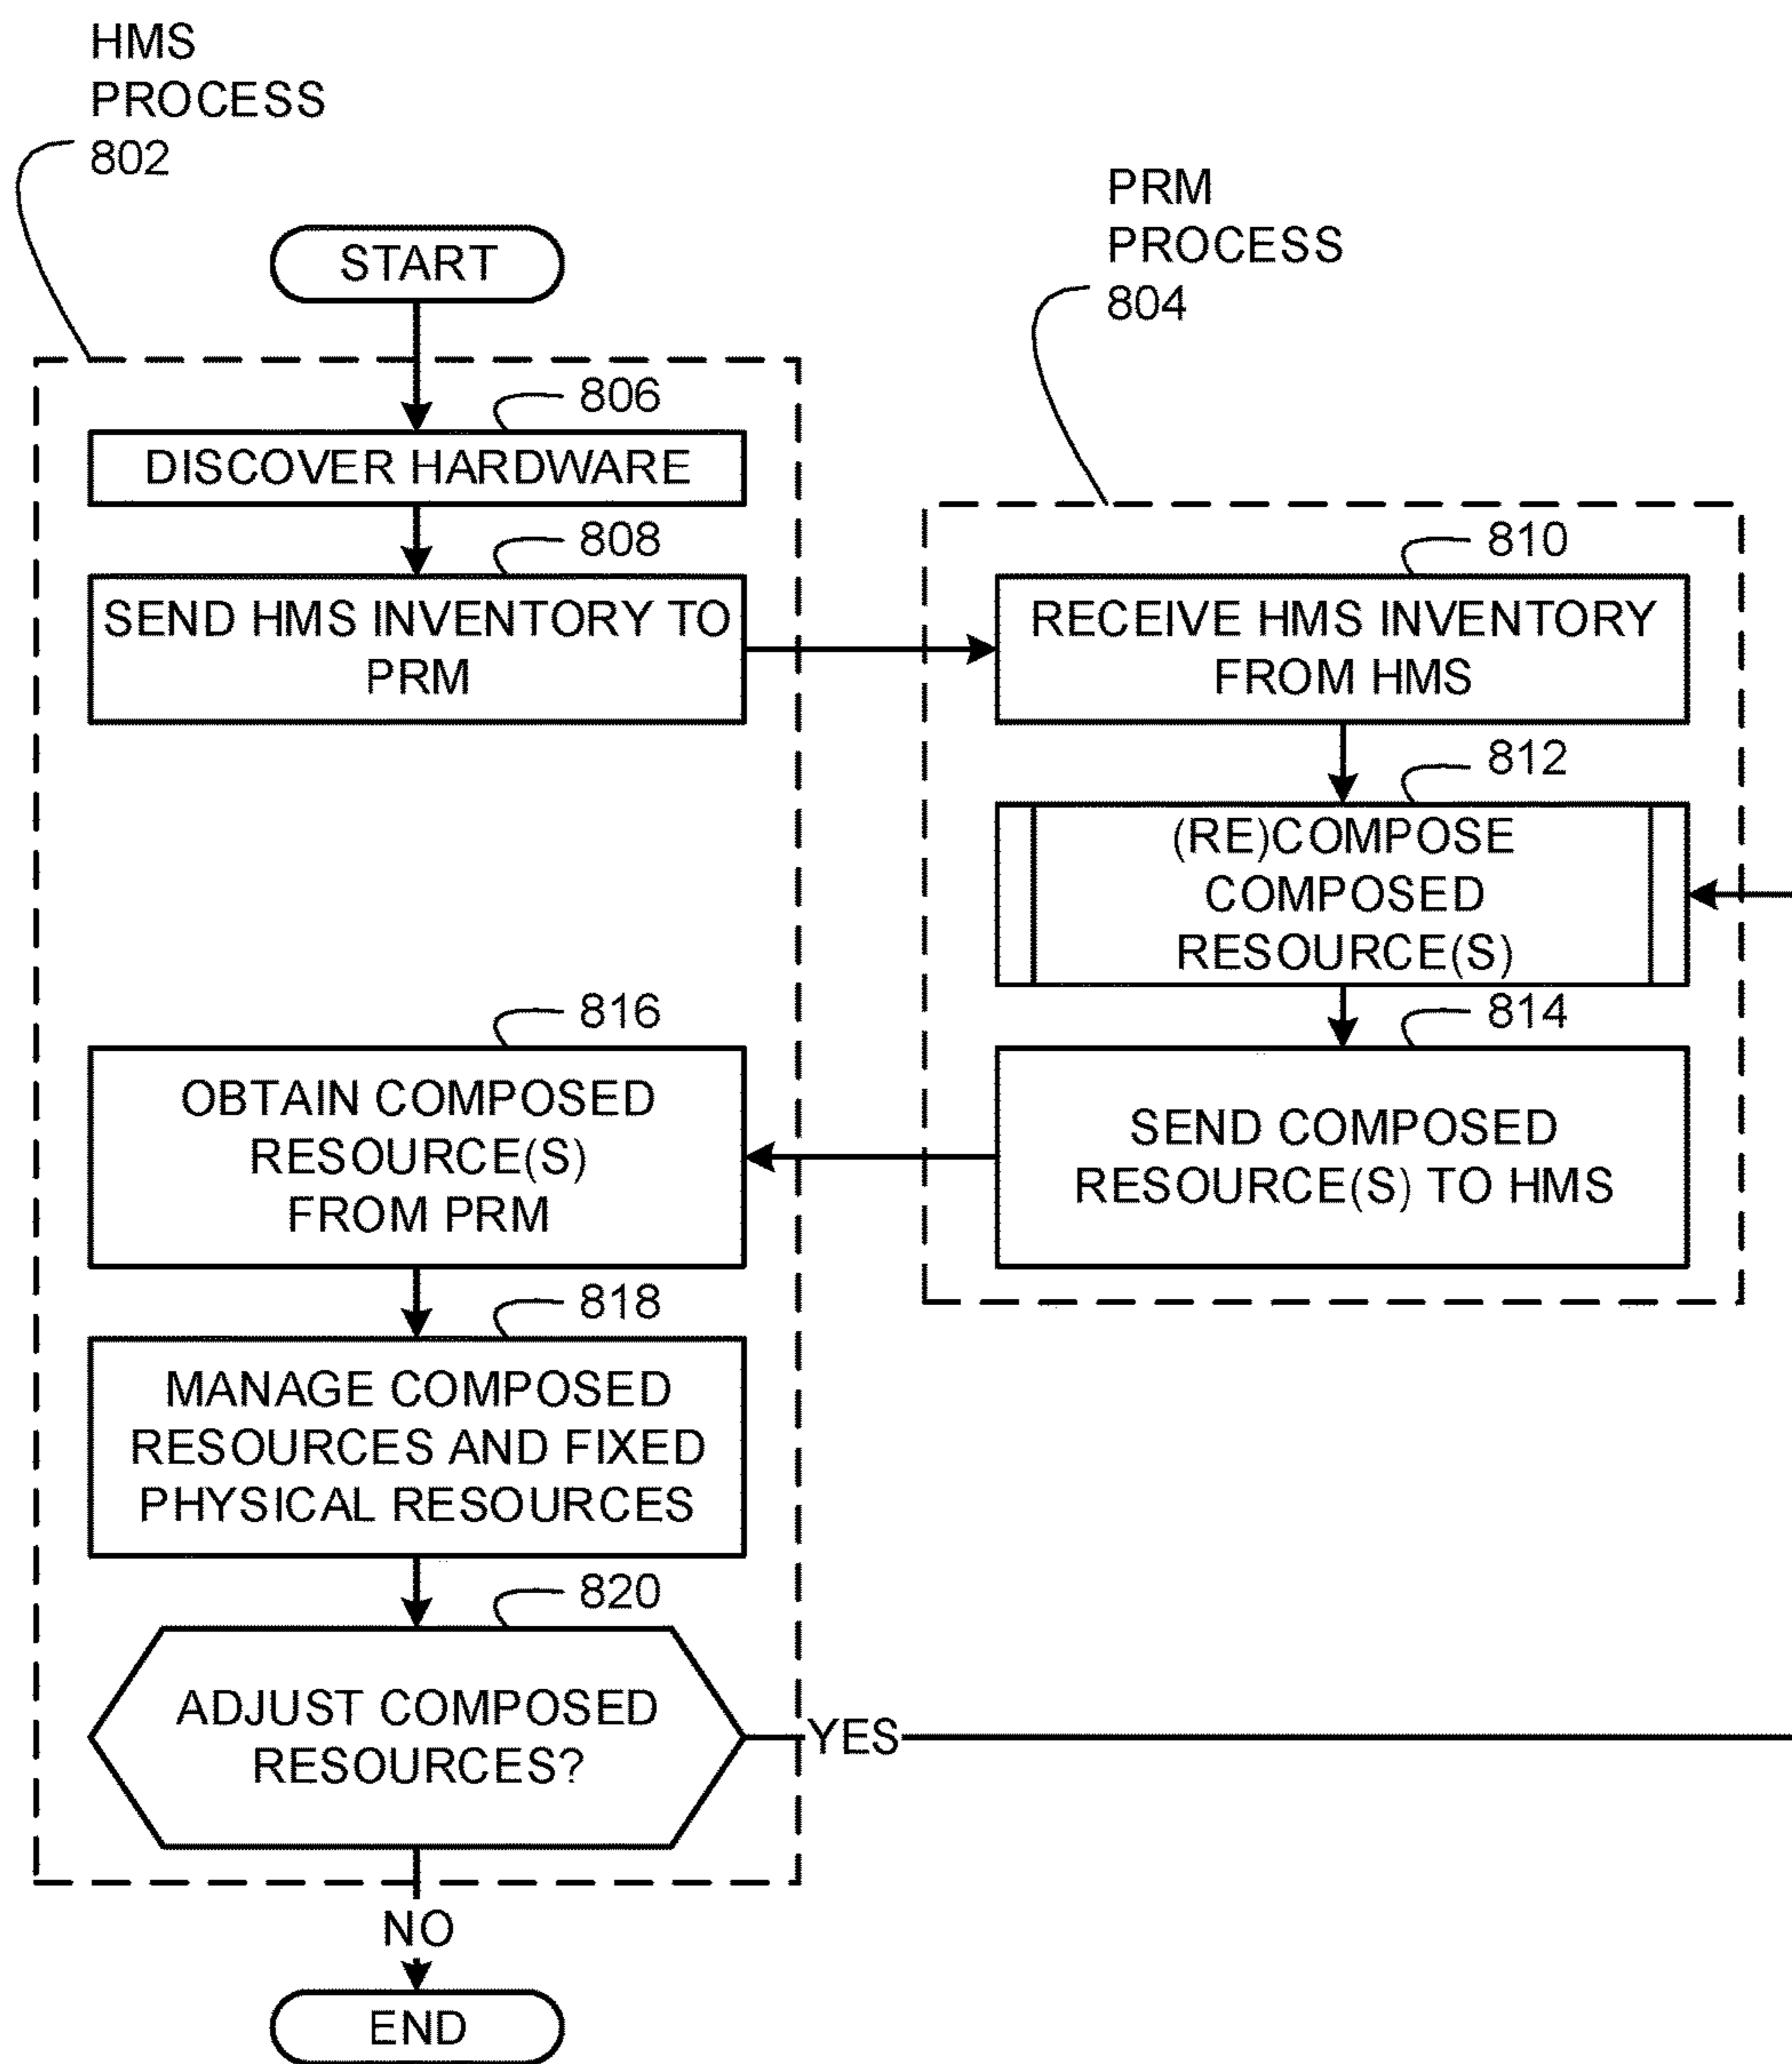 HMS
PROCESS
802
PRM
PROCESS
804
START
806
DISCOVER HARDWARE
808
SEND HMS INVENTORY TO
PRM
810
RECEIVE HMS INVENTORY
FROM HMS
812
(RE)COMPOSE
COMPOSED
RESOURCE(S)
814
SEND COMPOSED
RESOURCE(S) TO HMS
816
OBTAIN COMPOSED
RESOURCE(S)
FROM PRM
818
MANAGE COMPOSED
RESOURCES AND FIXED
PHYSICAL RESOURCES
820
ADJUST COMPOSED
RESOURCES?
YES
NO
END